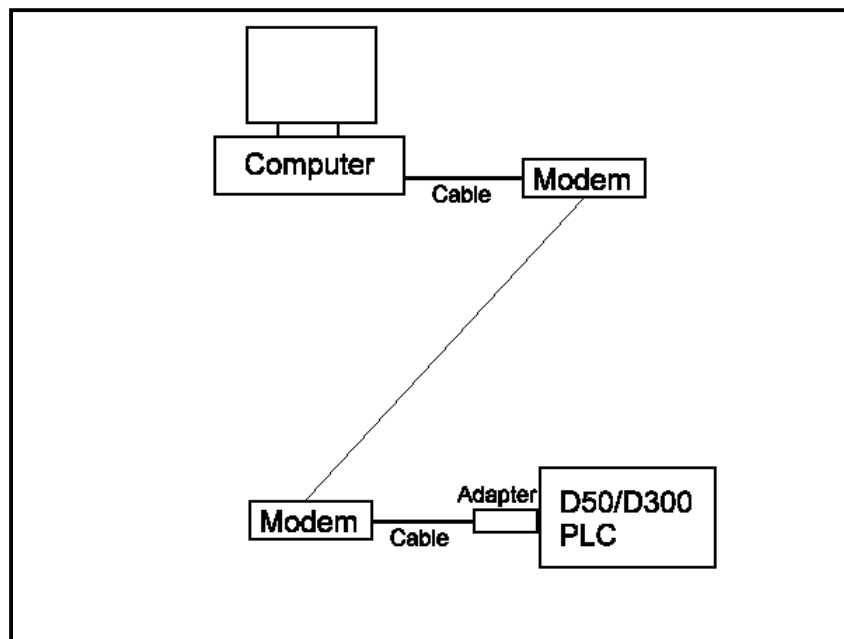 Computer
Cable
Modem
Modem
Cable
Adapter
D50/D300
PLC